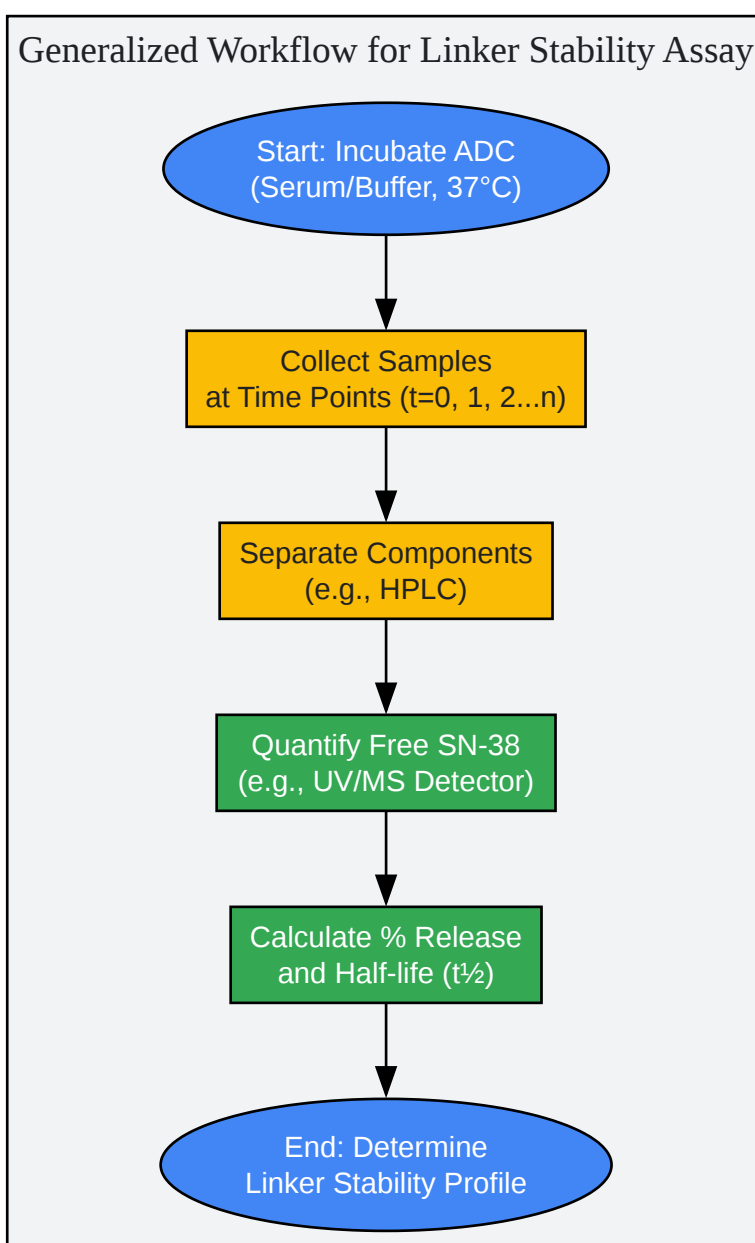 Generalized Workflow for Linker Stability Assay
Start: Incubate ADC
(Serum/Buffer, 37°C)
Collect Samples
at Time Points (t=0, 1, 2...n)
Separate Components
(e.g., HPLC)
Quantify Free SN-38
(e.g., UV/MS Detector)
Calculate % Release
and Half-life (t½)
End: Determine
Linker Stability Profile